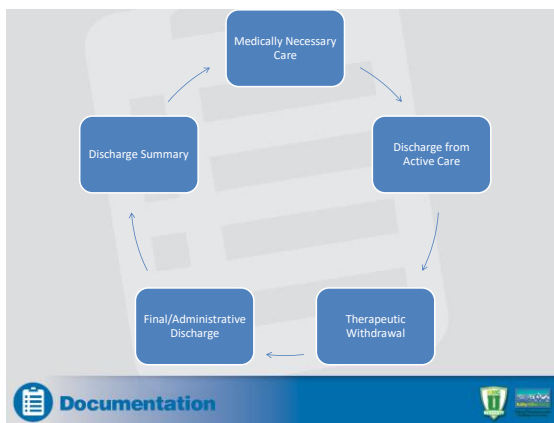 Medically Necessary
Care
Discharge from
Active Care
Therapeutic
Withdrawal
Final/Administrative
Discharge
Discharge Summary
Documentation